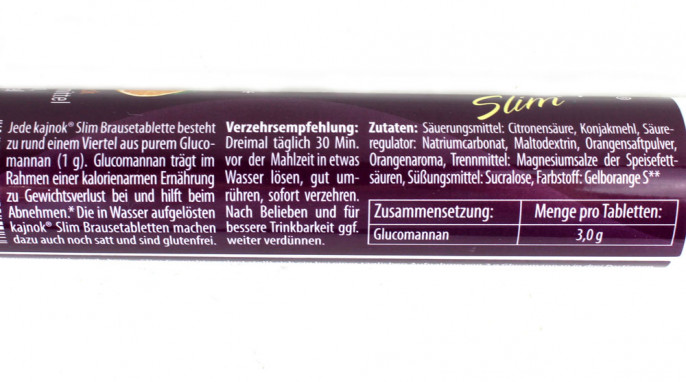 Slim
Jede kajnok® Slim Brausetablette besteht
zu rund einem Viertel aus purem Gluco-
mannan (1 g). Glucomannan trägt im
Rahmen einer kalorienarmen Ernährung
zu Gewichtsverlust bei und hilft beim
Abnehmen.* Die in Wasser aufgelösten
kajnok® Slim Brausetabletten machen
dazu auch noch satt und sind glutenfrei.
Verzehrsempfehlung:
Dreimal täglich 30 Min.
vor der Mahlzeit in etwas
Wasser lösen, gut um-
rühren, sofort verzehren.
Nach Belieben und für
bessere Trinkbarkeit ggf.
weiter verdünnen.
Zutaten: Säuerungsmittel: Citronensäure, Konjakmehl, Säure-
regulator: Natriumcarbonat, Maltodextrin, Orangensaftpulver,
Orangenaroma, Trennmittel: Magnesiumsalze der Speisefett-
säuren, Süßungsmittel: Sucralose, Farbstoff: Gelborange S**
Zusammensetzung: Menge pro Tabletten:
Glucomannan 3,0 g